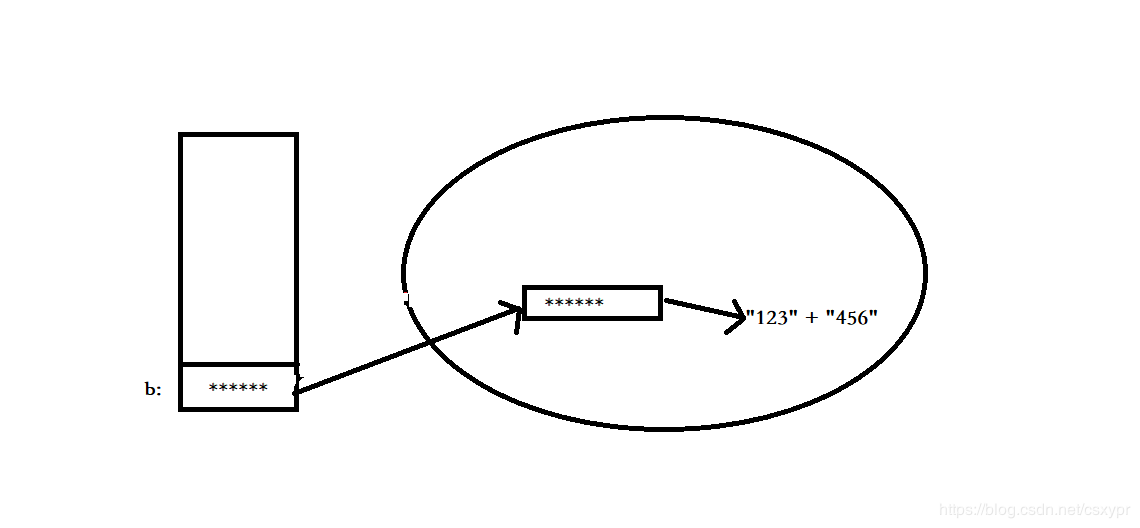 ****** "123" + "456"
b: ******
https://blog.csdn.net/csxypr